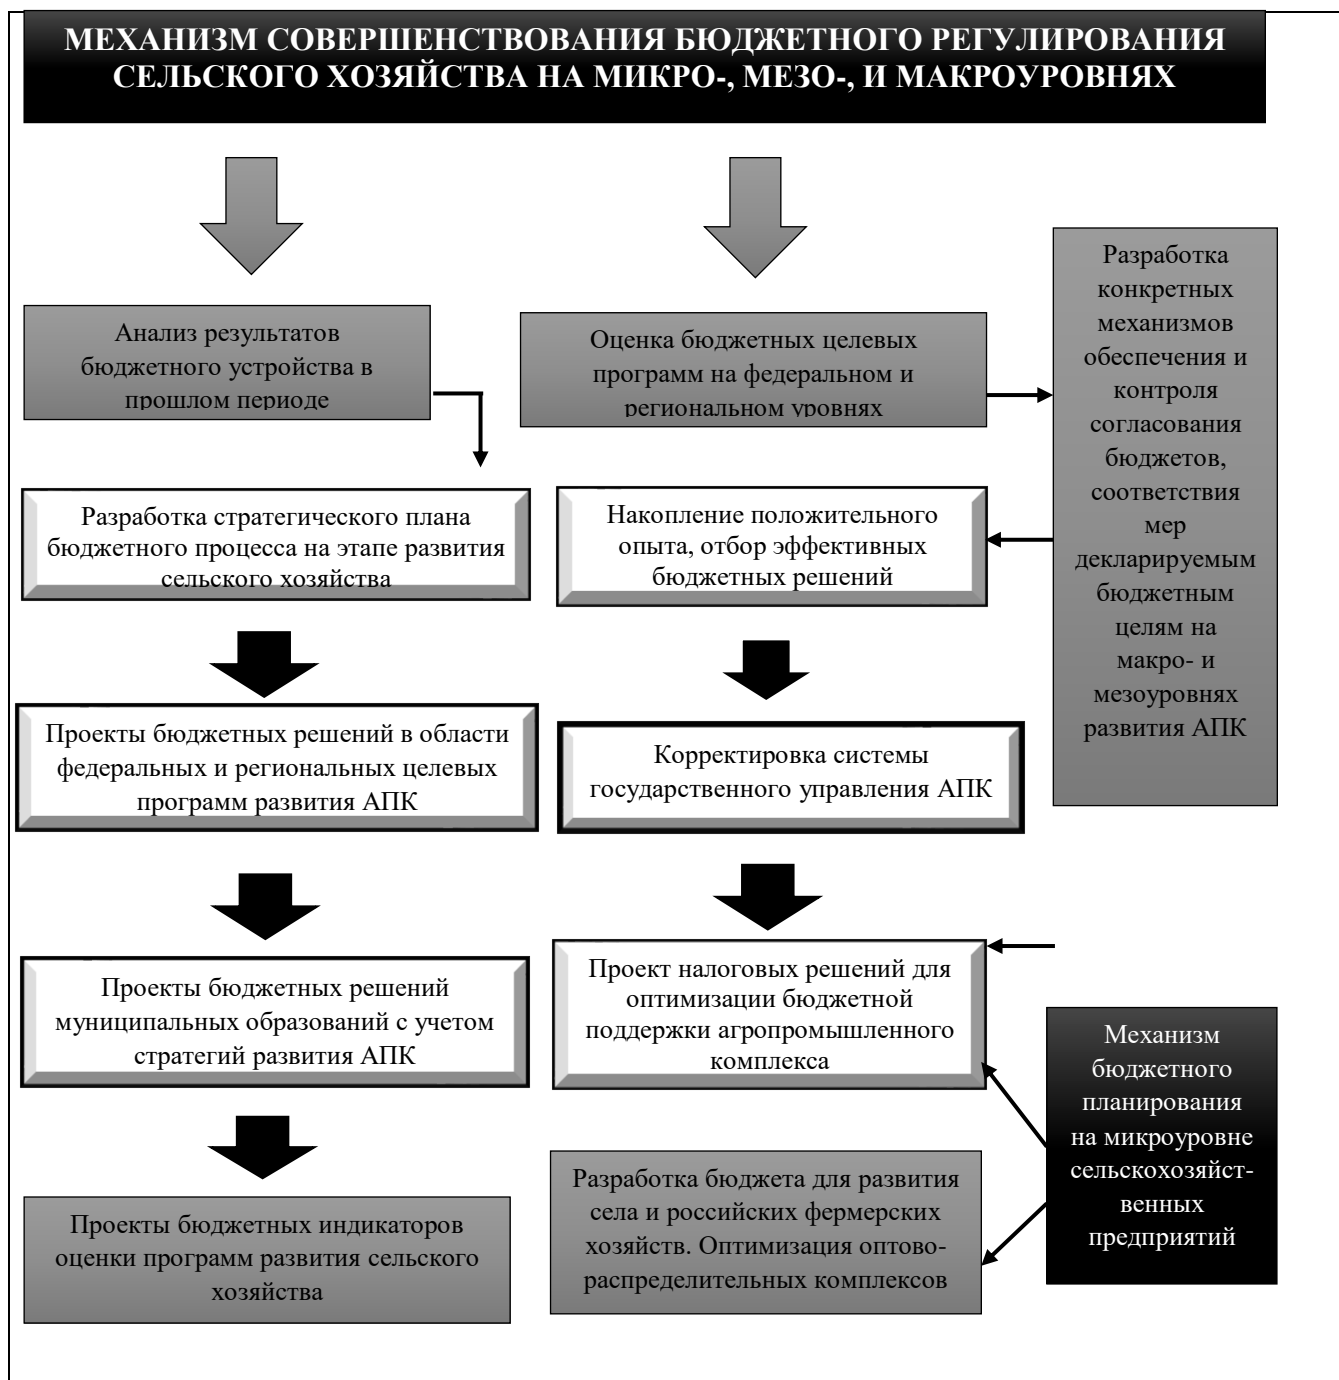 МЕХАНИЗМ СОВЕРШЕНСТВОВАНИЯ БЮДЖЕТНОГО РЕГУЛИРОВАНИЯ
СЕЛЬСКОГО ХОЗЯЙСТВА НА МИКРО-, МЕЗО-, И МАКРОУРОВНЯХ
Анализ результатов
бюджетного устройства в
прошлом периоде
Оценка бюджетных целевых
программ на федеральном и
региональном уровнях
Разработка
конкретных
механизмов
обеспечения и
контроля
согласования
бюджетов,
соответствия
мер
декларируемым
бюджетным
целям на
макро- и
мезоуровнях
развития АПК
Разработка стратегического плана
бюджетного процесса на этапе развития
сельского хозяйства
Накопление положительного
опыта, отбор эффективных
бюджетных решений
Проекты бюджетных решений в области
федеральных и региональных целевых
программ развития АПК
Корректировка системы
государственного управления АПК
Проекты бюджетных решений
муниципальных образований с учетом
стратегий развития АПК
Проект налоговых решений для
оптимизации бюджетной
поддержки агропромышленного
комплекса
Механизм
бюджетного
планирования
на микроуровне
сельскохозяйст-
венных
предприятий
Проекты бюджетных индикаторов
оценки программ развития сельского
хозяйства
Разработка бюджета для развития
села и российских фермерских
хозяйств. Оптимизация оптово-
распределительных комплексов